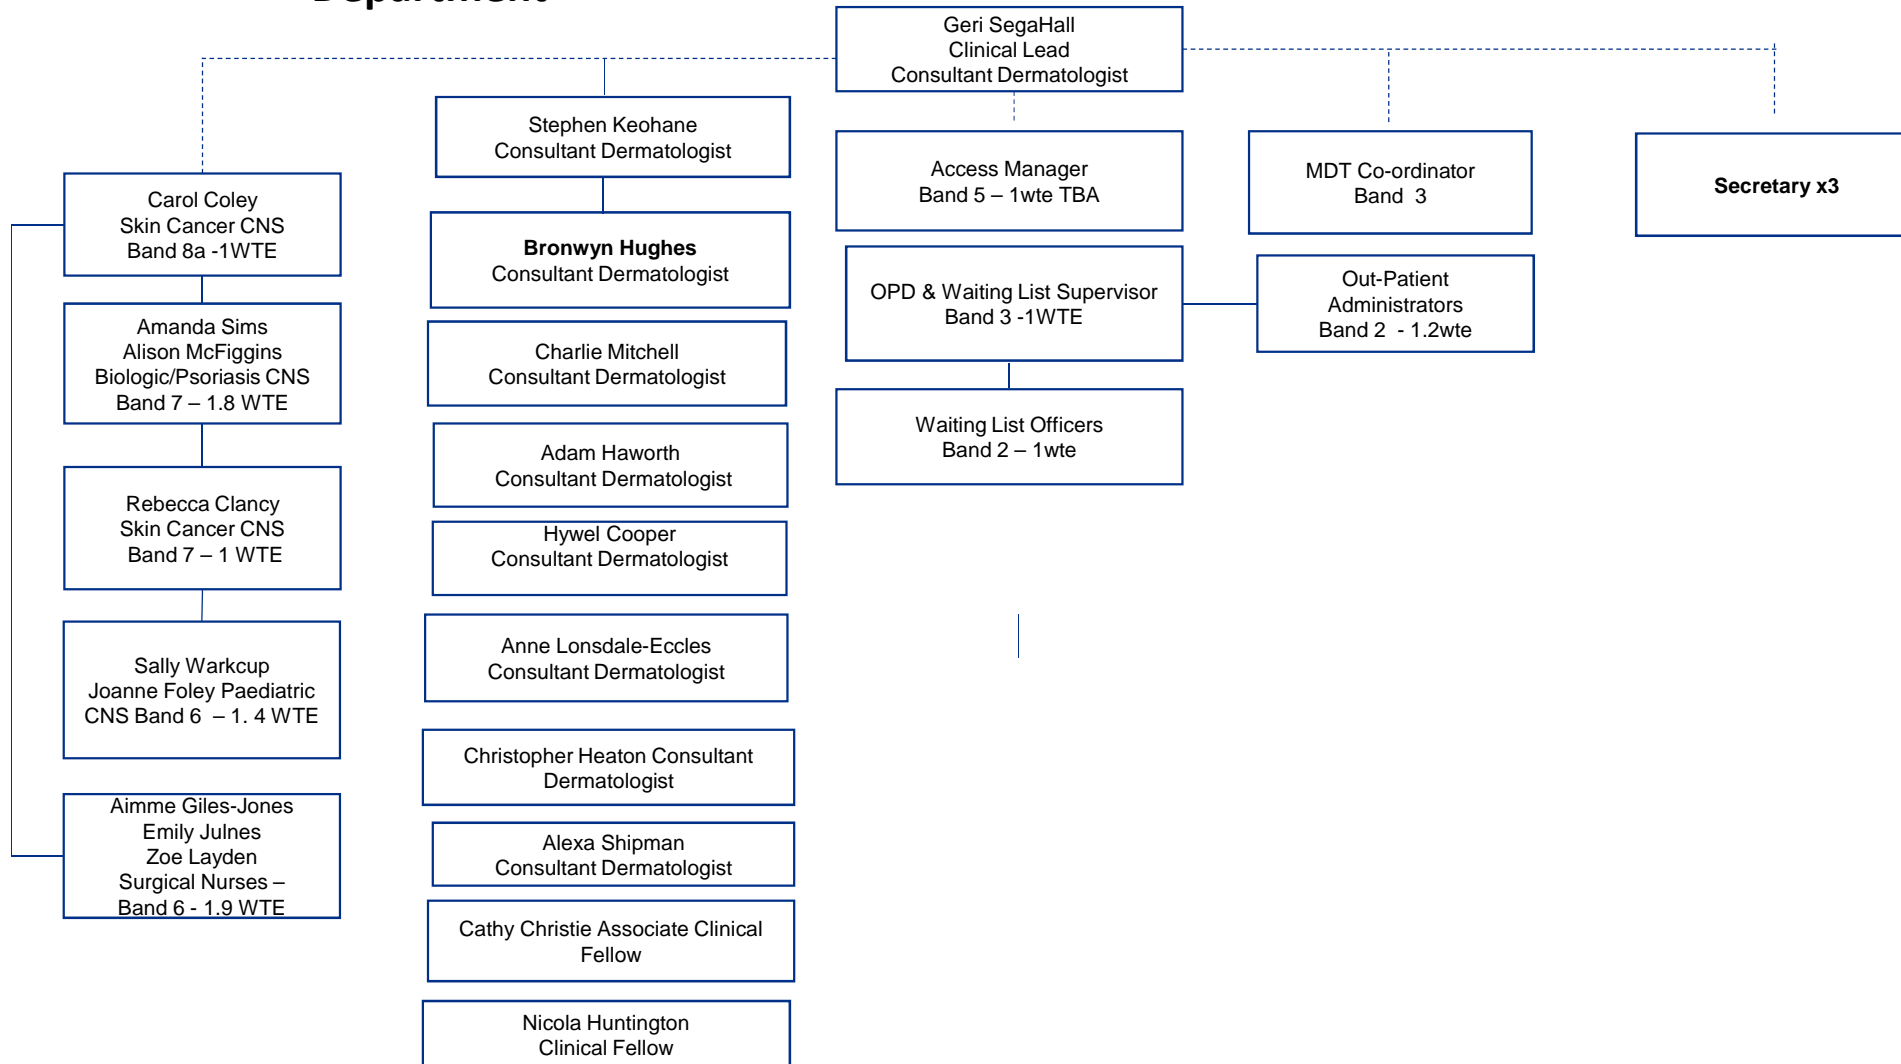 Department
Geri SegaHall
Clinical Lead
Consultant Dermatologist
Carol Coley
Skin Cancer CNS
Band 8a -1WTE
Amanda Sims
Alison McFiggins
Biologic/Psoriasis CNS
Band 7 – 1.8 WTE
Rebecca Clancy
Skin Cancer CNS
Band 7 – 1 WTE
Sally Warkcup
Joanne Foley Paediatric
CNS Band 6 – 1. 4 WTE
Aimme Giles-Jones
Emily Julnes
Zoe Layden
Surgical Nurses –
Band 6 - 1.9 WTE
Stephen Keohane
Consultant Dermatologist
Bronwyn Hughes
Consultant Dermatologist
Charlie Mitchell
Consultant Dermatologist
Adam Haworth
Consultant Dermatologist
Hywel Cooper
Consultant Dermatologist
Anne Lonsdale-Eccles
Consultant Dermatologist
Christopher Heaton Consultant
Dermatologist
Alexa Shipman
Consultant Dermatologist
Cathy Christie Associate Clinical
Fellow
Nicola Huntington
Clinical Fellow
Access Manager
Band 5 – 1wte TBA
OPD & Waiting List Supervisor
Band 3 -1WTE
Waiting List Officers
Band 2 – 1wte
MDT Co-ordinator
Band 3
Out-Patient
Administrators
Band 2 - 1.2wte
Secretary x3